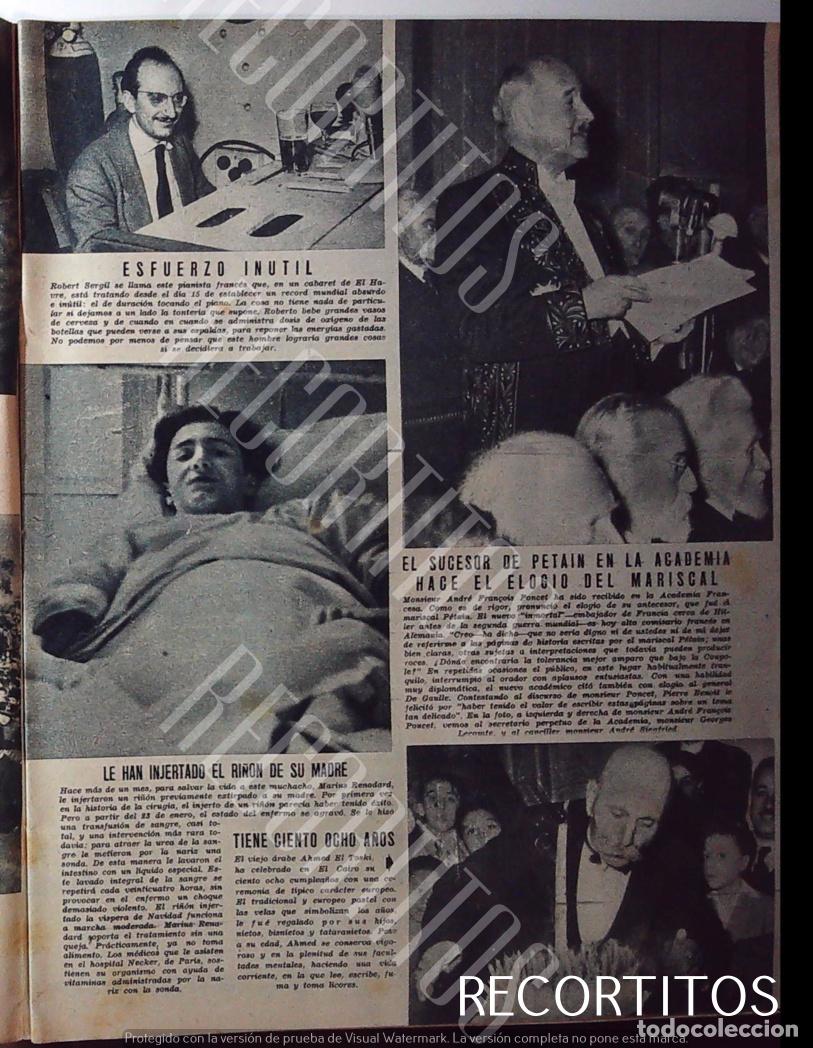 ESFUERZO INUTIL
Robert Sergil se llama este pianista francés que, en un cabaret de El Ha-
vre, está tratando desde el día 15 de establecer un record mundial absurdo
e inútil: el de duración tocando el piano. La cosa no tiene nada de particu-
lar si dejamos a un lado la tontería que supone. Roberto bebe grandes vasos
de cerveza y de cuando en cuando se administra dosis de oxígeno de las
botellas que pueden verse a sus espaldas, para reponer las energías gastadas.
No podemos por menos de pensar que este hombre lograría grandes cosas
si se decidiera a trabajar.
LE HAN INJERTADO EL RIÑON DE SU MADRE
Hace más de un mes, para salvar la vida a este muchacho, Marius Renodard,
le injertaron un riñón previamente extirpado a su madre. Por primera vez
en la historia de la cirugía, el injerto de un riñón parecía haber tenido éxito.
Pero a partir del 23 de enero, el estado del enfermo se agravó. Se le hizo
una transfusión de sangre, casi to-
tal, y una intervención más rara to-
davía: para atraer la urea de la san-
gre le metieron por la nariz una
sonda. De esta manera le lavaron el
intestino con un líquido especial. Es-
te lavado integral de la sangre se
repetirá cada veinticuatro horas, sin
provocar en el enfermo un choque
demasiado violento. El riñón injer-
tado la víspera de Navidad funciona
a marcha moderada. Marius Rena-
dard soporta el tratamiento sin una
queja. Prácticamente, ya no toma
alimento. Los médicos que le asisten
en el hospital Necker, de París, sos-
tienen su organismo con ayuda de
vitaminas administradas por la na-
riz con la sonda.
TIENE CIENTO OCHO AÑOS
El viejo árabe Ahmed El Toski,
ha celebrado en El Cairo su
ciento ocho cumpleaños con una ce-
remonia de típico carácter europeo.
El tradicional y europeo pastel con
las velas que simbolizan los años,
le fué regalado por sus hijos,
nietos, bisnietos y tataranietos. Pese
a su edad, Ahmed se conserva vigo-
roso y en la plenitud de sus facul-
tades mentales, haciendo una vida
corriente, en la que lee, escribe, fu-
ma y toma licores.
EL SUCESOR DE PETAIN EN LA ACADEMIA
HACE EL ELOGIO DEL MARISCAL
Monsieur André François Poncet ha sido recibido en la Academia Fran-
cesa. Como es de rigor, pronunció el elogio de su antecesor, que fué el
mariscal Pétain. El nuevo "inmortal"—embajador de Francia cerca de Hit-
ler antes de la segunda guerra mundial—es hoy alto comisario francés en
Alemania. "Creo—ha dicho—que no sería digno ni de ustedes ni de mí dejar
de referirme a las páginas de historia escritas por el mariscal Pétain; unas
bien claras, otras sujetas a interpretaciones que todavía pueden producir
roces. ¿Dónde encontraría la tolerancia mejor amparo que bajo la Coupo-
le?" En repetidas ocasiones el público, en este lugar habitualmente tran-
quilo, interrumpió al orador con aplausos entusiastas. Con una habilidad
muy diplomática, el nuevo académico citó también con elogio al general
De Gaulle. Contestando al discurso de monsieur Poncet, Pierre Benoit le
felicitó por "haber tenido el valor de escribir estas páginas sobre un tema
tan delicado". En la foto, a izquierda y derecha de monsieur André François
Poncet, vemos al secretario perpetuo de la Academia, monsieur Georges
Lecomte, y al canciller monsieur André Siegfried.
RECORTITOS
todocoleccion
Protegido con la versión de prueba de Visual Watermark. La versión completa no pone esta marca.